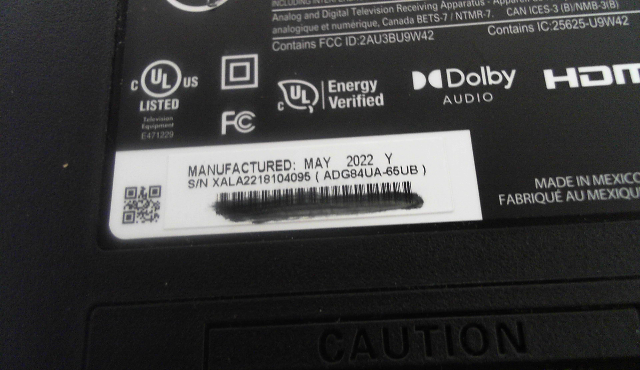 Analog and Digital Television Receiving Apparatus - Appareils
analogique et numérique, Canada BETS-7 / NTMR-7. CAN ICES-3 (B)/NMB-3(B)
Contains FCC ID:2AU3BU9W42 Contains IC:25625-U9W42
C UL US
LISTED
Television
Equipment
E471229
FC
C UL Energy
Verified
Dolby
AUDIO
HDM
MANUFACTURED: MAY 2022 Y
S/N XALA2218104095 ( ADG84UA-65UB )
MADE IN MEXICO
FABRIQUÉ AU MEXIQUE
CAUTION